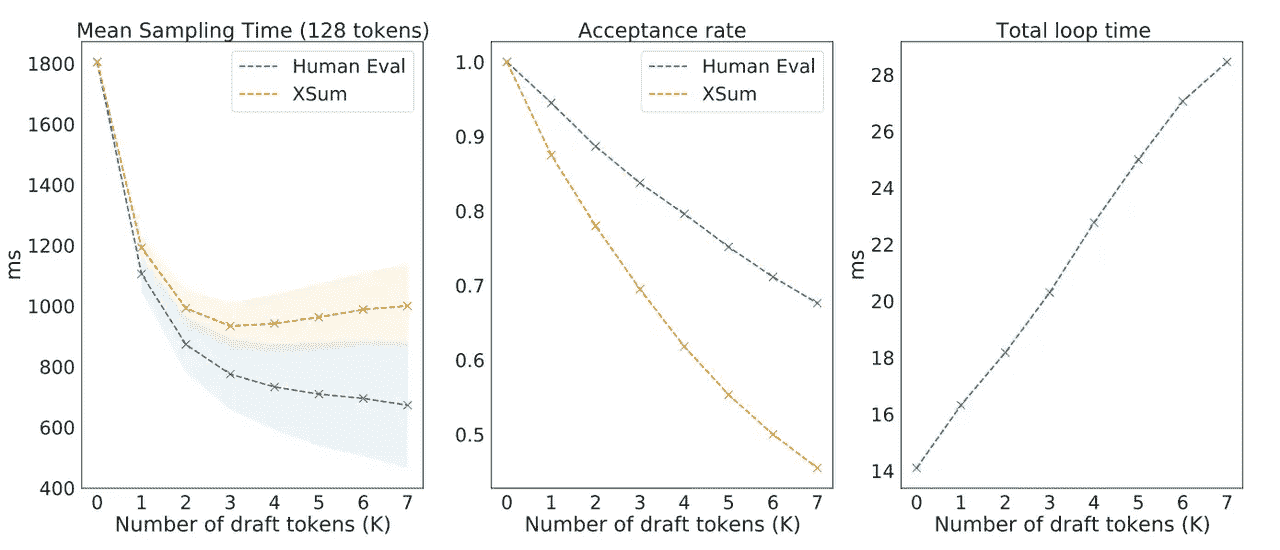 Mean Sampling Time (128 tokens)
Human Eval
XSum
1800
1600
1400
1200
1000
800
600
400
ms
0 1 2 3 4 5 6 7
Number of draft tokens (K)
Acceptance rate
Human Eval
XSum
1.0
0.9
0.8
0.7
0.6
0.5
0 1 2 3 4 5 6 7
Number of draft tokens (K)
Total loop time
28
26
24
22
20
18
16
14
ms
0 1 2 3 4 5 6 7
Number of draft tokens (K)